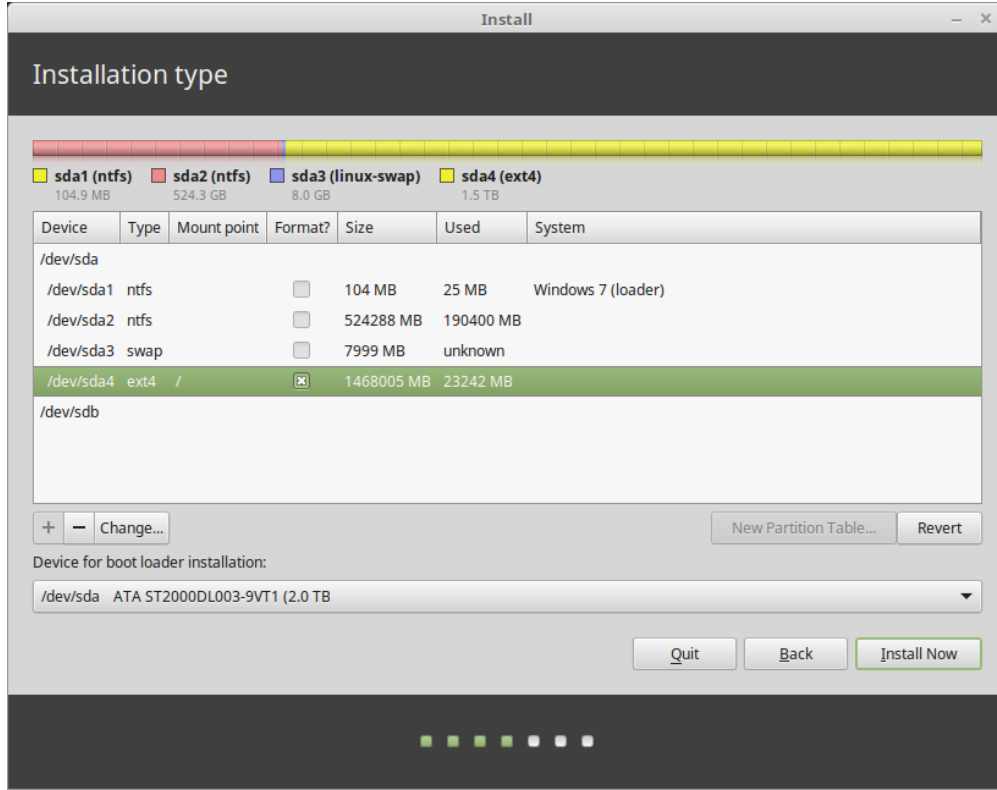 Install
Installation type
sda1 (ntfs) sda2 (ntfs) sda3 (linux-swap) sda4 (ext4)
104.9 MB 524.3 GB 8.0 GB 1.5 TB
Device Type Mount point Format? Size Used System
/dev/sda
/dev/sda1 ntfs 104 MB 25 MB Windows 7 (loader)
/dev/sda2 ntfs 524288 MB 190400 MB
/dev/sda3 swap 7999 MB unknown
/dev/sda4 ext4 / 1468005 MB 23242 MB
/dev/sdb
+ − Change... New Partition Table... Revert
Device for boot loader installation:
/dev/sda ATA ST2000DL003-9VT1 (2.0 TB
Quit Back Install Now